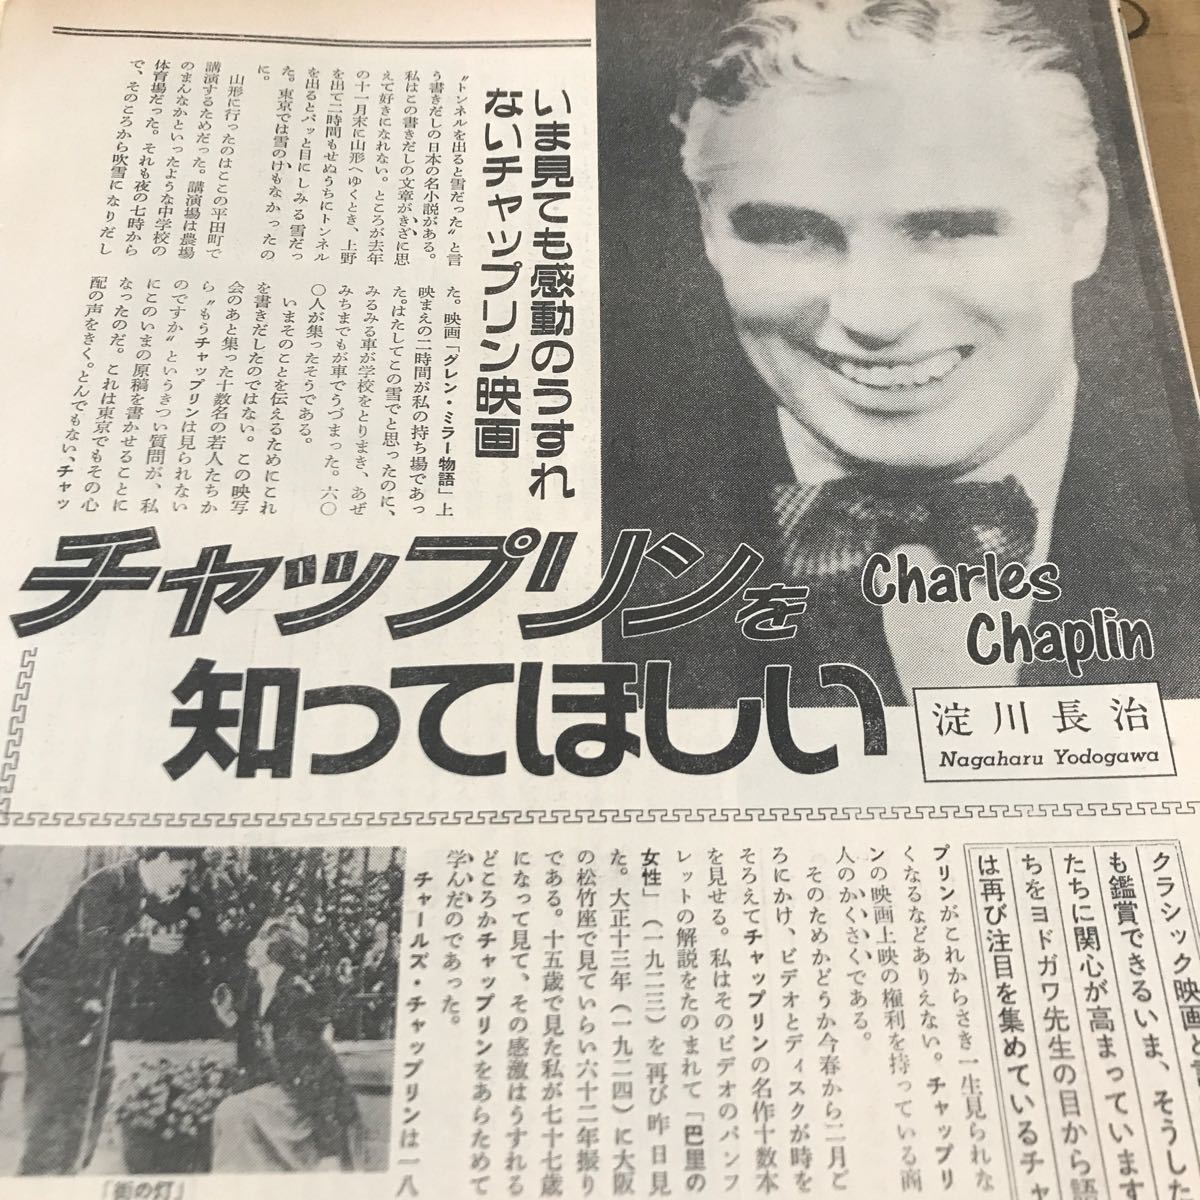 いま見ても感動のうすれ
ないチャップリン映画
チャップリンを
知ってほしい
Charles
Chaplin
淀川長治
Nagaharu Yodogawa
〝トンネルを出ると雪だった〟と言
う書きだしの日本の名小説がある。
私はこの書きだしの文章がきざに思
えて好きになれない。ところが去年
の十一月末に山形へゆくとき、上野
を出て二時間もせぬうちにトンネル
を出るとパッと目にしみる雪だっ
た。東京では雪のけもなかったの
に。
山形に行ったのはここの平田町で
講演するためだった。講演場は農場
のまんなかといったような中学校の
体育場だった。それも夜の七時から
で、そのころから吹雪になりだし
た。映画「グレン・ミラー物語」上
映まえの二時間が私の持ち場であっ
た。はたしてこの雪でと思ったのに、
みるみる車が学校をとりまき、あぜ
みちまでもが車でうづまった。六〇
〇人が集ったそうである。
いまそのことを伝えるためにこれ
を書きだしたのではない。この映写
会のあと集った十数名の若人たちか
ら〝もうチャップリンは見られない
のですか〟というきつい質問が、私
にこのいまの原稿を書かせることに
なったのだ。これは東京でもその心
配の声をきく。とんでもない、チャッ
クラシック映画と言
も鑑賞できるいま、そうした
たちに関心が高まっています
ちをヨドガワ先生の目から語
は再び注目を集めているチャ
プリンがこれからさき一生見られな
くなるなどありえない。チャップリ
ンの映画上映の権利を持っている商
人のかくさくである。
そのためかどうか今春から二月ど
ろにかけ、ビデオとディスクが時を
そろえてチャップリンの名作十数本
を見せる。私はそのビデオのパンフ
レットの解説をたのまれて「巴里の
女性」（一九二三）を再び昨日見
た。大正十三年（一九二四）に大阪
の松竹座で見ていらい六十二年振り
である。十五歳で見た私が七十七歳
になって見て、その感激はうすれる
どころかチャップリンをあらためて
学んだのであった。
チャールズ・チャップリンは一八
「街の灯」